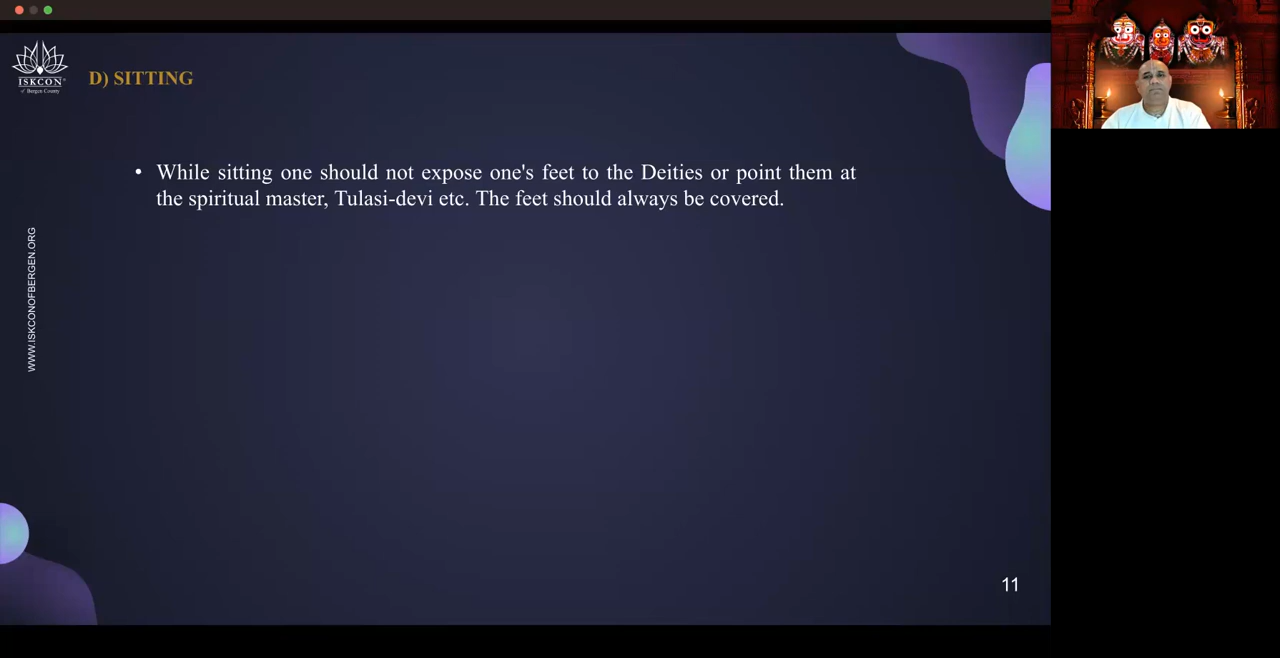 ISKCON
of Bergen County
D) SITTING
• While sitting one should not expose one's feet to the Deities or point them at
the spiritual master, Tulasi-devi etc. The feet should always be covered.
WWW.ISKCONOFBERGEN.ORG
11